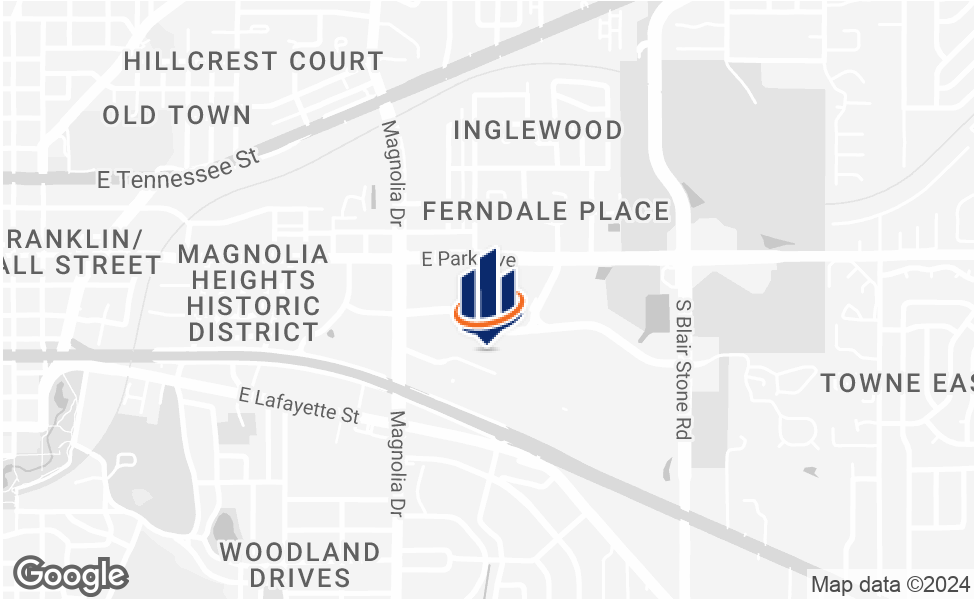 HILLCREST COURT
OLD TOWN
INGLEWOOD
E Tennessee St
Magnolia Dr
FERNDALE PLACE
RANKLIN/
ALL STREET
MAGNOLIA
HEIGHTS
HISTORIC
DISTRICT
E Park ve
S Blair Stone Rd
TOWNE EAS
E Lafayette St
Magnolia Dr
WOODLAND
DRIVES
Google
Map data ©2024